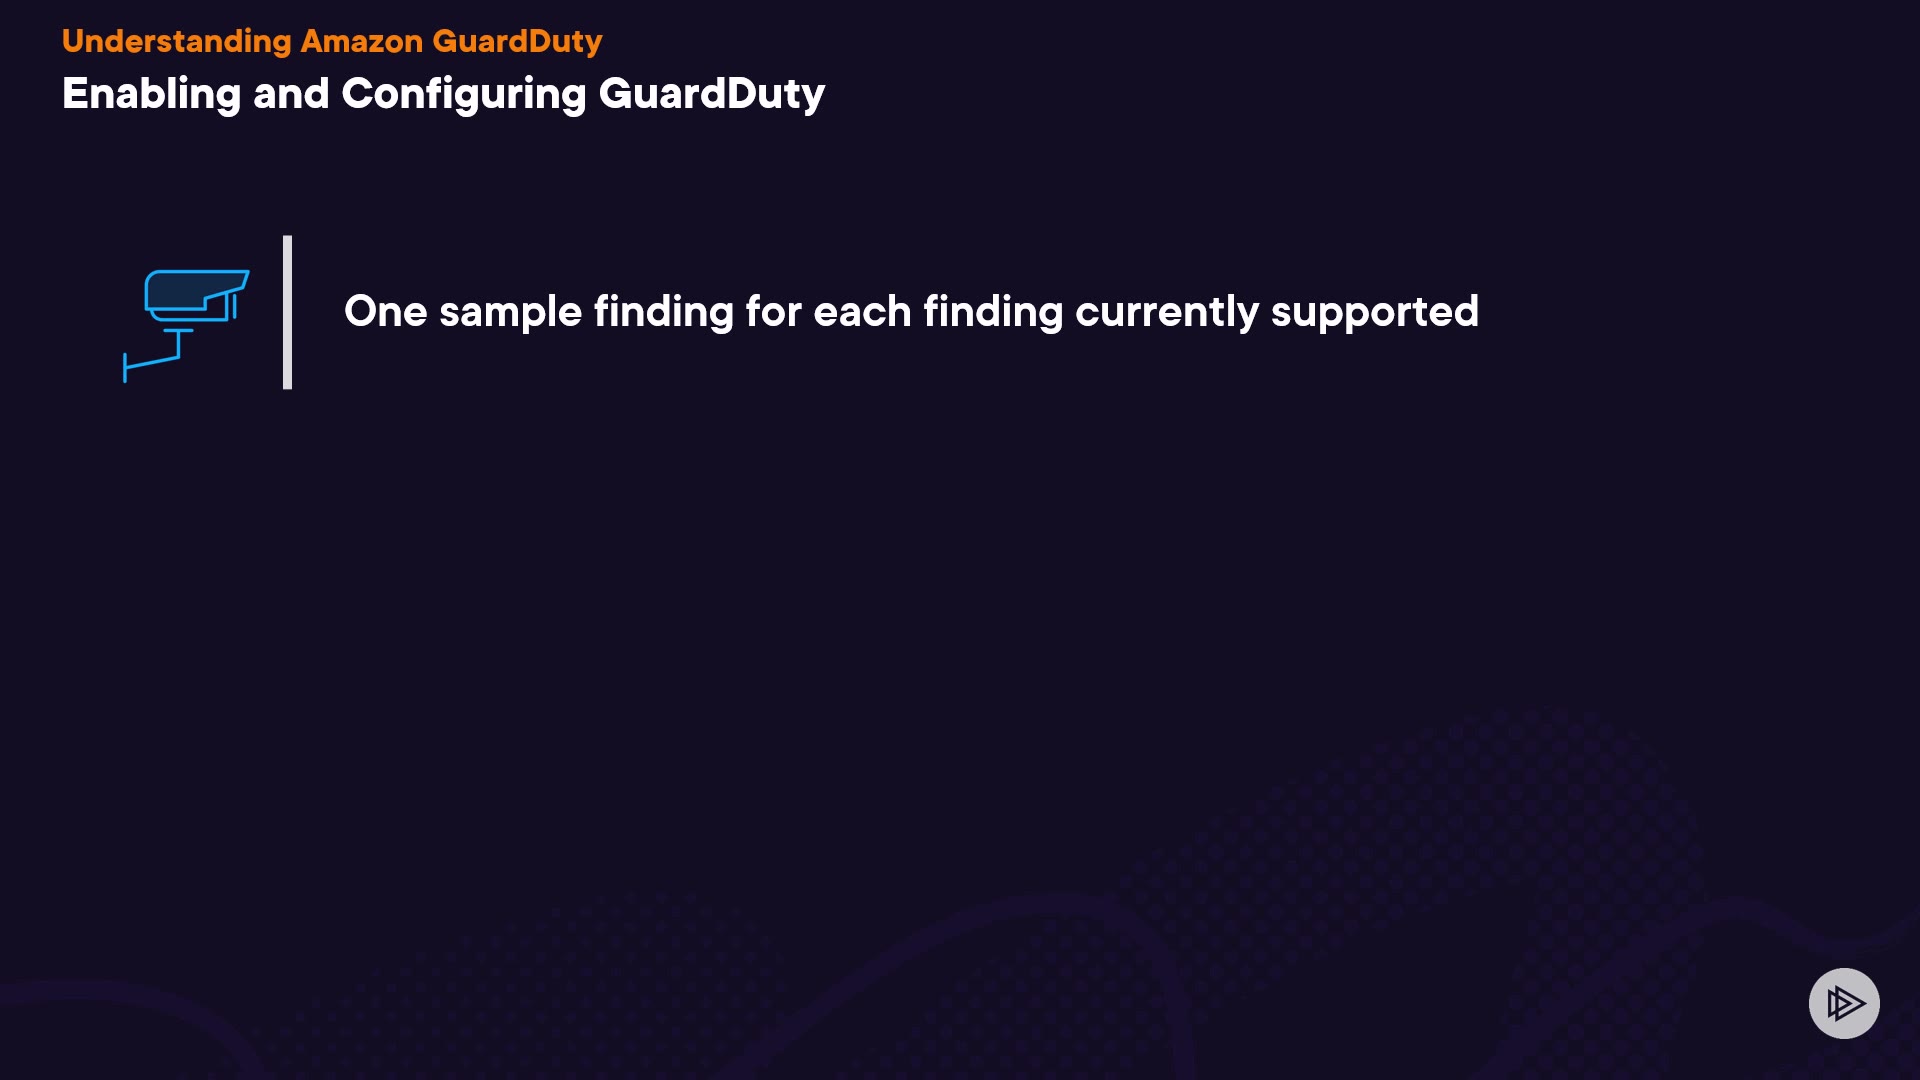 Understanding Amazon GuardDuty
Enabling and Configuring GuardDuty
One sample finding for each finding currently supported